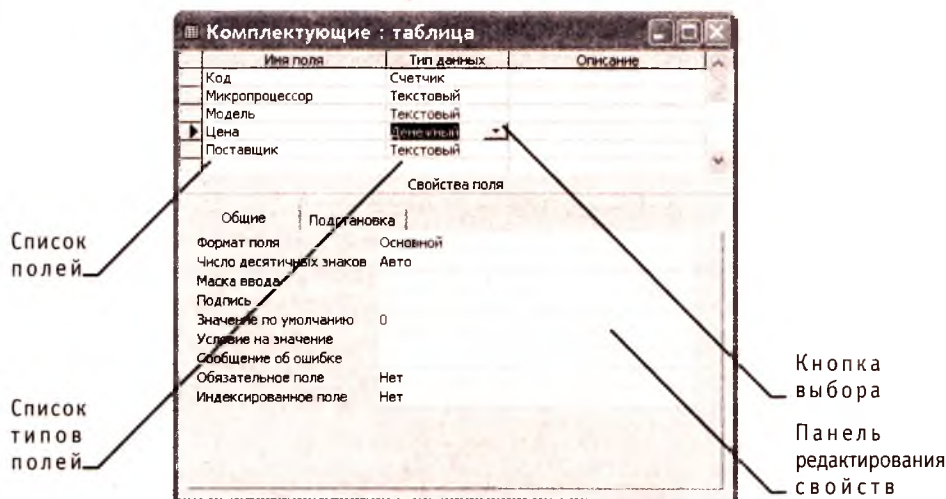 Комплектующие : таблица
Имя поля Тип данных Описание
Код Счетчик
Микропроцессор Текстовый
Модель Текстовый
Цена Денежный
Поставщик Текстовый
Свойства поля
Общие Подстановка
Формат поля Основной
Число десятичных знаков Авто
Маска ввода
Подпись
Значение по умолчанию 0
Условие на значение
Сообщение об ошибке
Обязательное поле Нет
Индексированное поле Нет
Список
полей
Список
типов
полей
Кнопка
выбора
Панель
редактирования
свойств